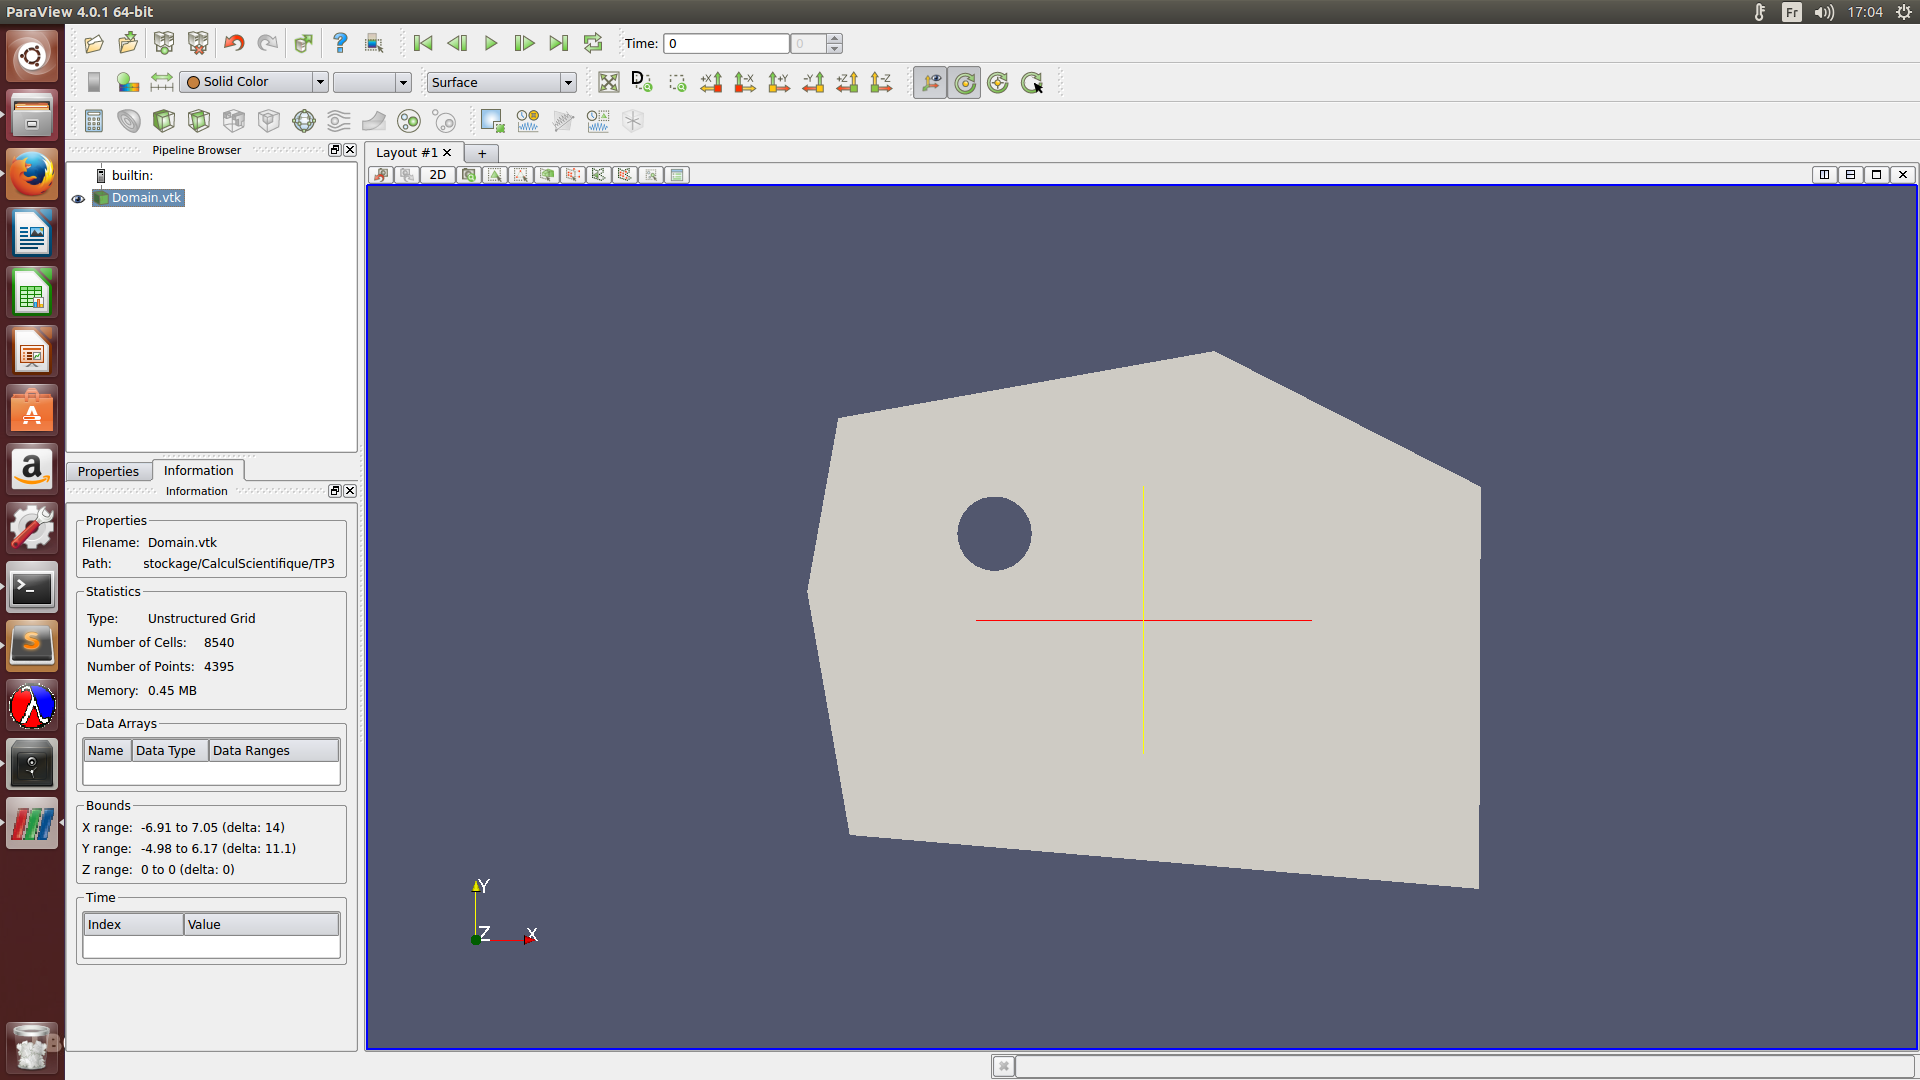 ParaView 4.0.1 64-bit
Fr 17:04
Time: 0 0
Solid Color Surface D +X -X +Y -Y +Z -Z
Pipeline Browser
Layout #1 +
builtin:
Domain.vtk
2D
Properties Information
Information
Properties
Filename: Domain.vtk
Path: stockage/CalculScientifique/TP3
Statistics
Type: Unstructured Grid
Number of Cells: 8540
Number of Points: 4395
Memory: 0.45 MB
Data Arrays
Name Data Type Data Ranges
Bounds
X range: -6.91 to 7.05 (delta: 14)
Y range: -4.98 to 6.17 (delta: 11.1)
Z range: 0 to 0 (delta: 0)
Time
Index Value
Y
Z X